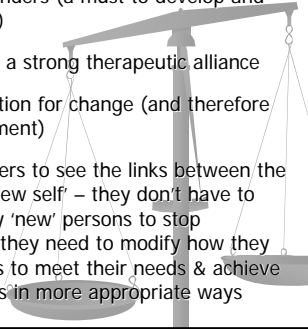 nders (a must to develop and
)
a strong therapeutic alliance
tion for change (and therefore
ment)
ers to see the links between the
ew self’ – they don’t have to
y ‘new’ persons to stop
they need to modify how they
s to meet their needs & achieve
s in more appropriate ways